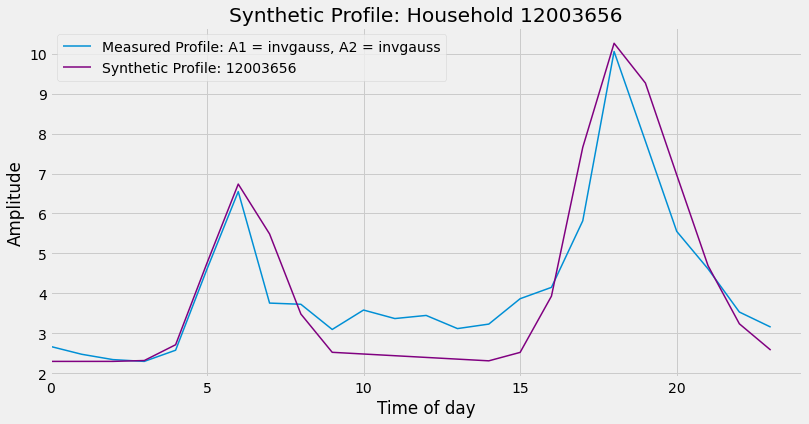 Synthetic Profile: Household 12003656
Measured Profile: A1 = invgauss, A2 = invgauss
Synthetic Profile: 12003656
Amplitude
10
9
8
7
6
5
4
3
2
0 5 10 15 20
Time of day